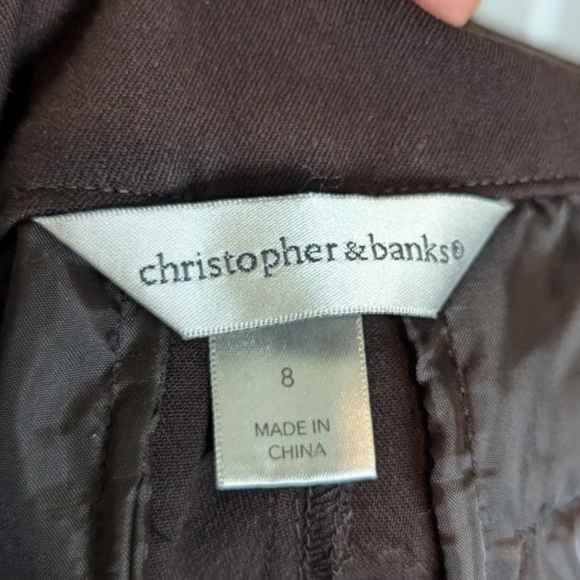 christopher & banks®
8
MADE IN
CHINA